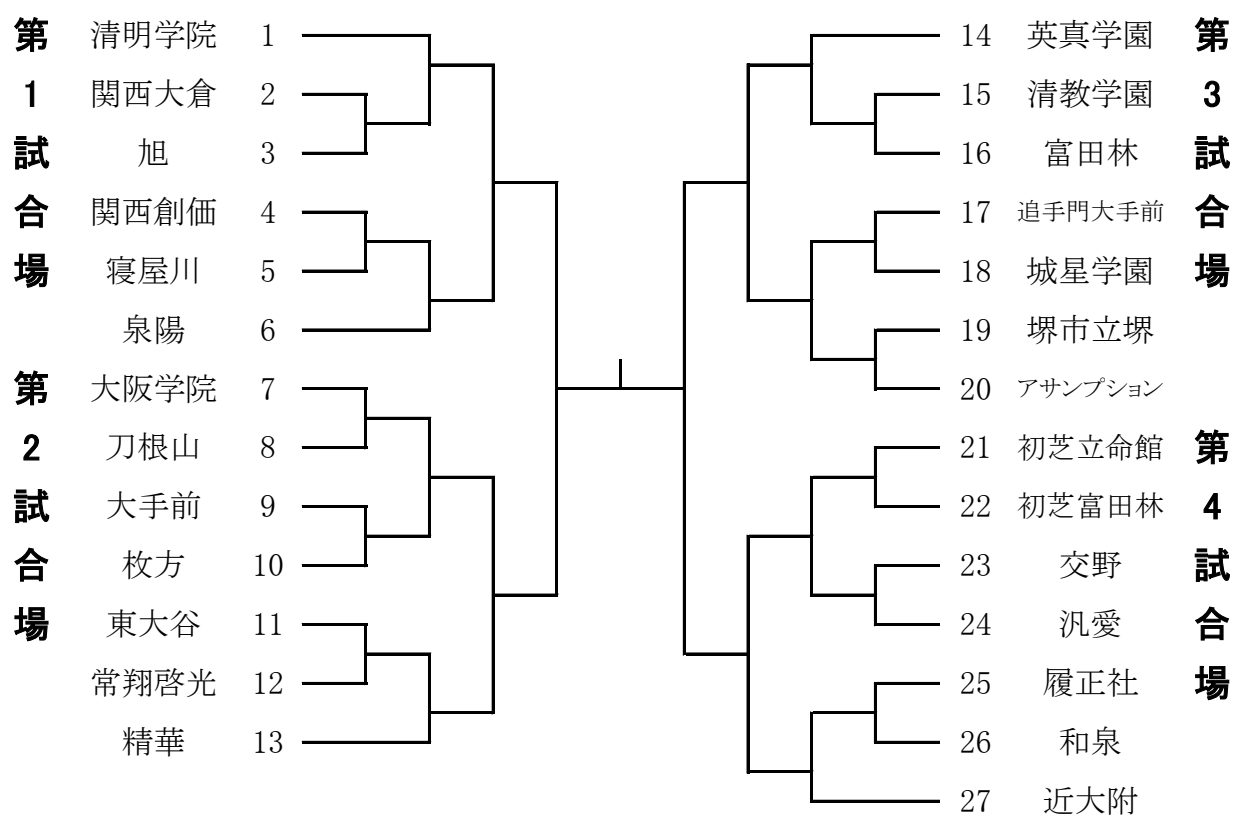 第1試合場
清明学院 1
関西大倉 2
旭 3
関西創価 4
寝屋川 5
泉陽 6
第2試合場
大阪学院 7
刀根山 8
大手前 9
枚方 10
東大谷 11
常翔啓光 12
精華 13
第3試合場
14 英真学園
15 清教学園
16 富田林
17 追手門大手前
18 城星学園
19 堺市立堺
20 アサンプション
第4試合場
21 初芝立命館
22 初芝富田林
23 交野
24 汎愛
25 履正社
26 和泉
27 近大附